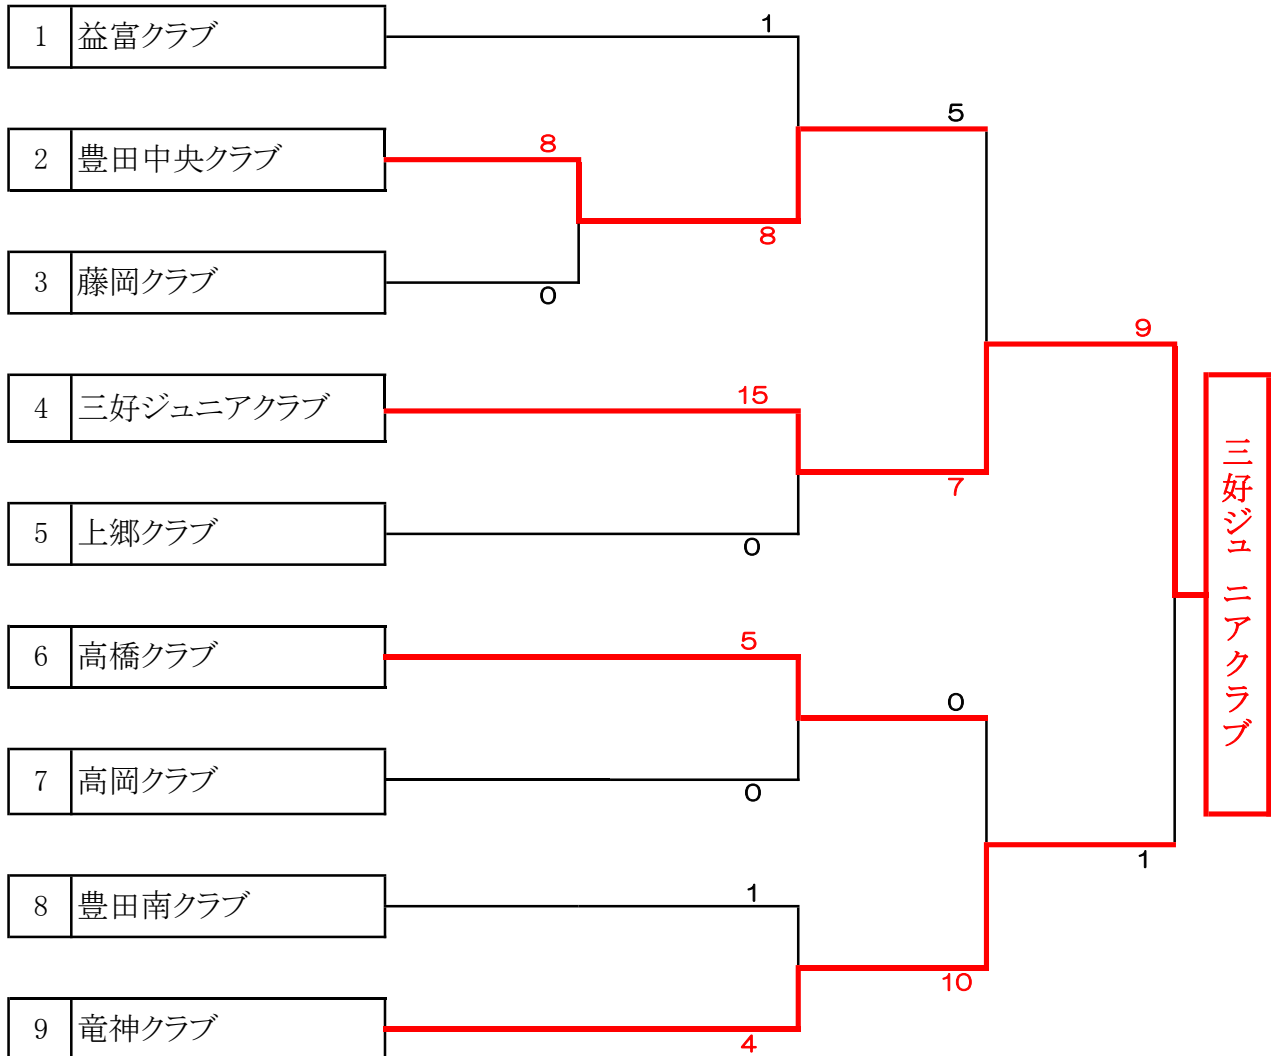 1
1 益富クラブ
5
8
2 豊田中央クラブ
8
3 藤岡クラブ
0
9
15
4 三好ジュニアクラブ
7
5 上郷クラブ
0
三好ジュニアクラブ
5
6 高橋クラブ
0
7 高岡クラブ
0
1
1
8 豊田南クラブ
10
9 竜神クラブ
4